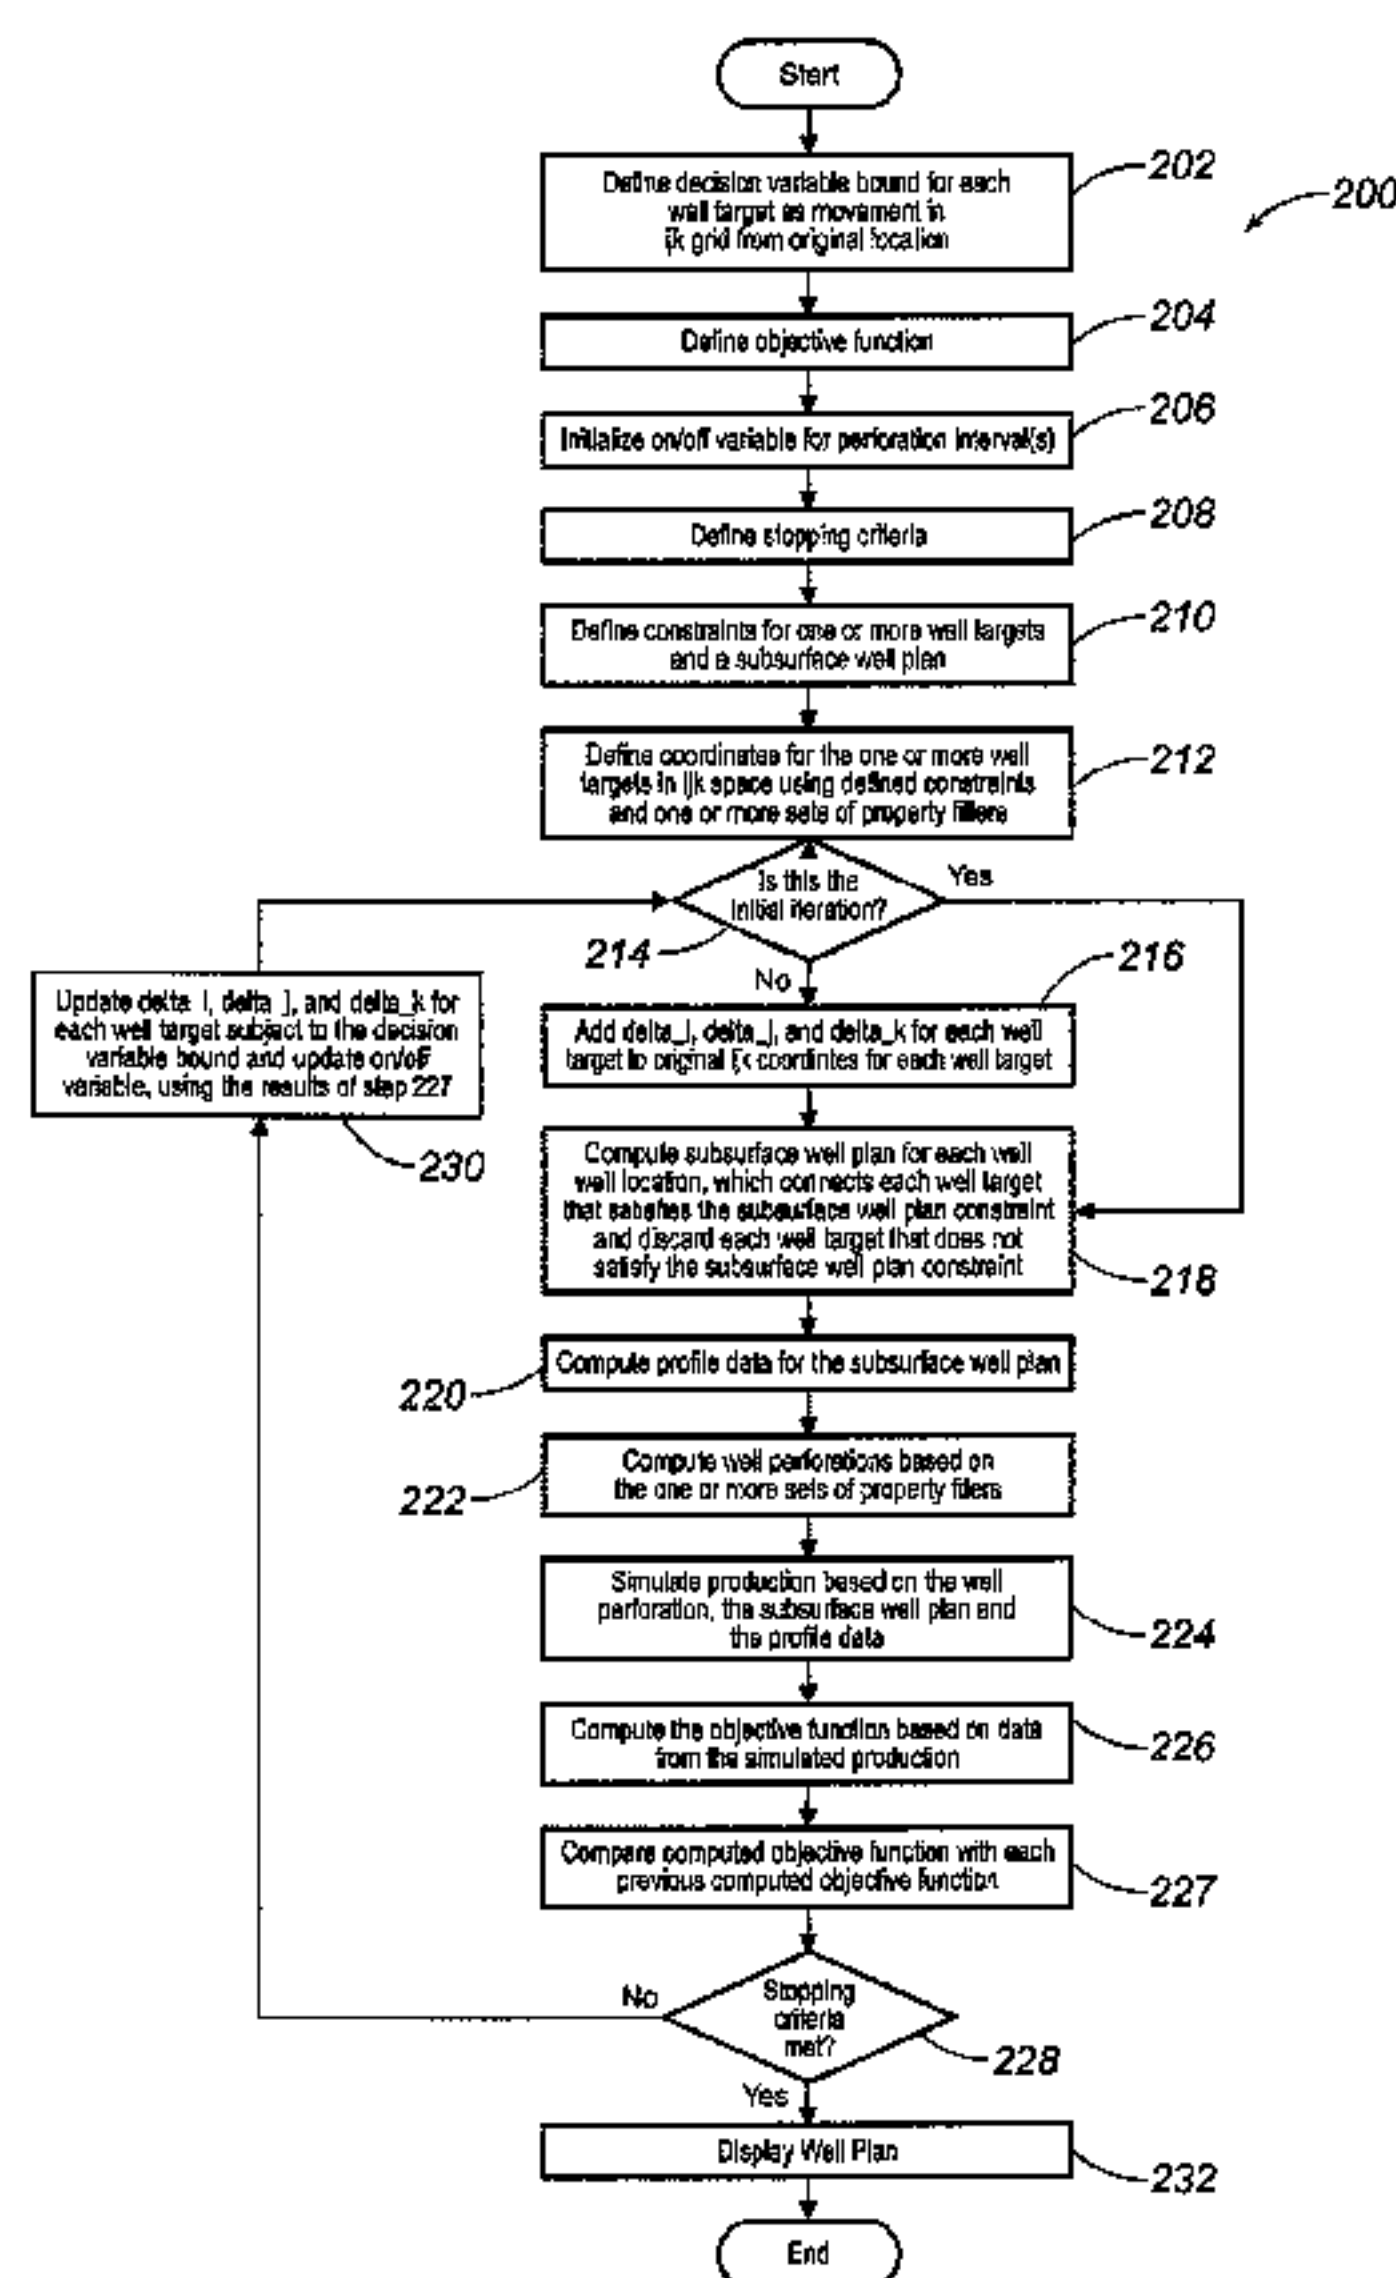 Start
Define decision variable bound for each
well target as movement in
ijk grid from original location
202
200
Define objective function
204
Initialize on/off variable for perforation interval(s)
206
Define stopping criteria
208
Define constraints for one or more well targets
and a subsurface well plan
210
Define coordinates for the one or more well
targets in ijk space using defined constraints
and one or more sets of property filters
212
Is this the
initial iteration?
Yes
214
No
216
Update delta_i, delta_j, and delta_k for
each well target subject to the decision
variable bound and update on/off
variable, using the results of step 227
230
Add delta_i, delta_j, and delta_k for each well
target to original ijk coordintes for each well target
Compute subsurface well plan for each well
well location, which connects each well target
that satisfies the subsurface well plan constraint
and discard each well target that does not
satisfy the subsurface well plan constraint
218
Compute profile data for the subsurface well plan
220
Compute well perforations based on
the one or more sets of property filters
222
Simulate production based on the well
perforation, the subsurface well plan and
the profile data
224
Compute the objective function based on data
from the simulated production
226
Compare computed objective function with each
previous computed objective function
227
No
Stopping
criteria
met?
228
Yes
Display Well Plan
232
End